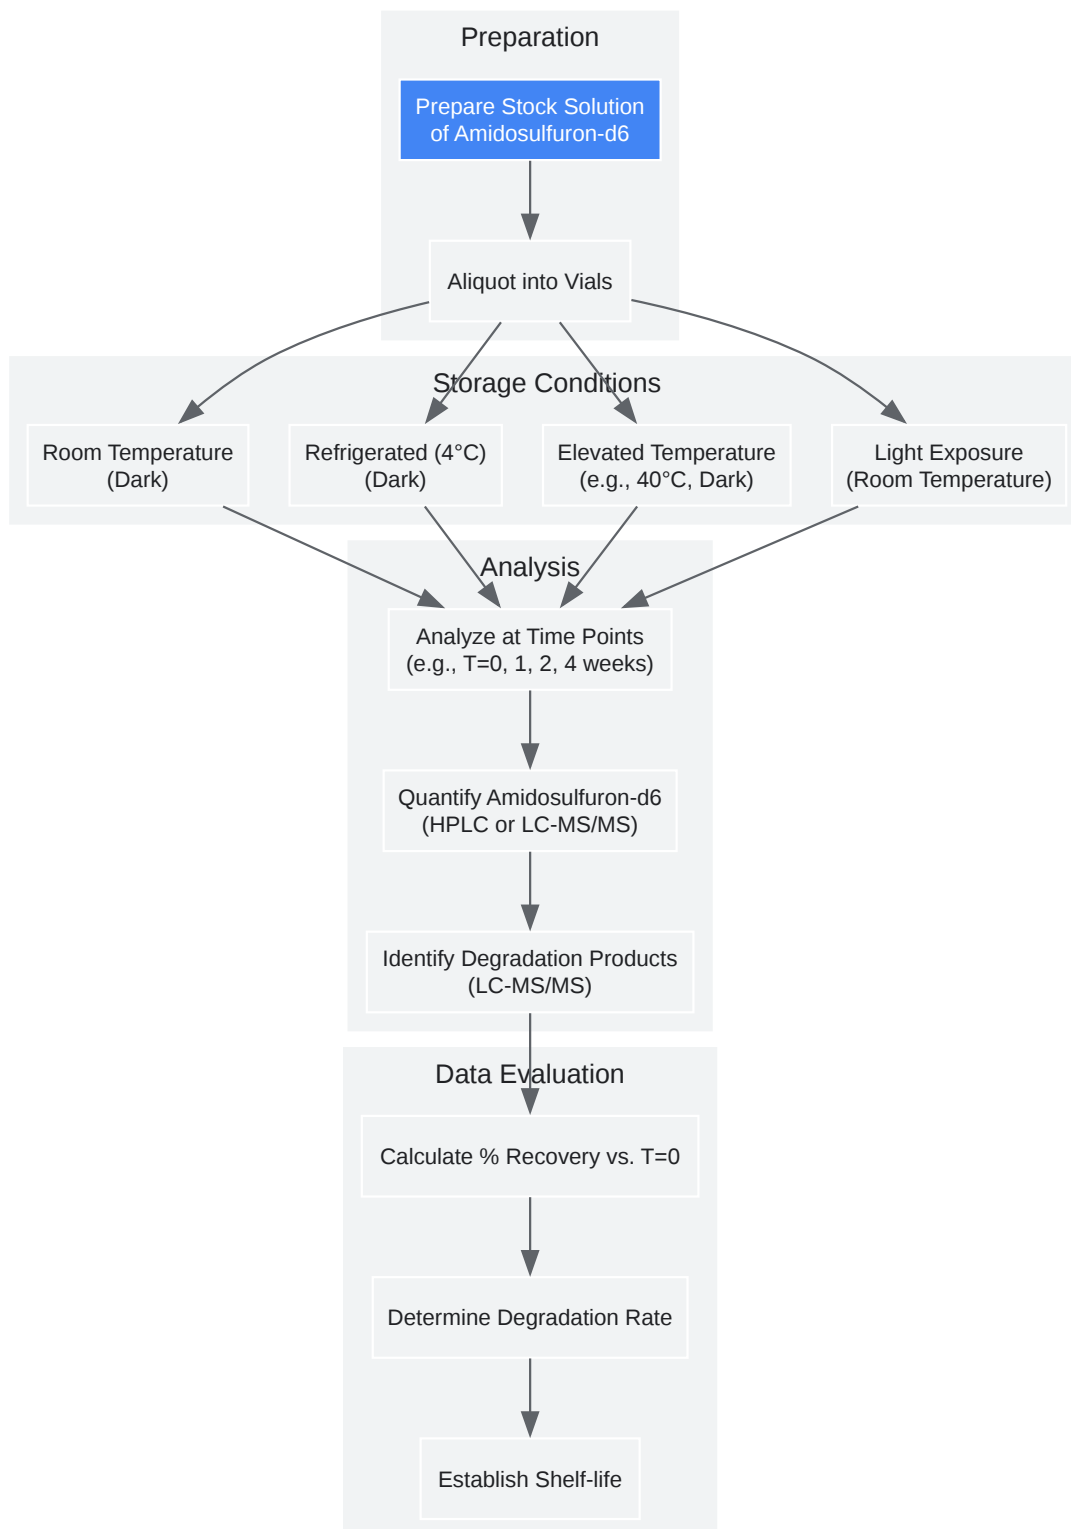 Preparation
Prepare Stock Solution
of Amidosulfuron-d6
Aliquot into Vials
Storage Conditions
Room Temperature
(Dark)
Refrigerated (4°C)
(Dark)
Elevated Temperature
(e.g., 40°C, Dark)
Light Exposure
(Room Temperature)
Analysis
Analyze at Time Points
(e.g., T=0, 1, 2, 4 weeks)
Quantify Amidosulfuron-d6
(HPLC or LC-MS/MS)
Identify Degradation Products
(LC-MS/MS)
Data Evaluation
Calculate % Recovery vs. T=0
Determine Degradation Rate
Establish Shelf-life